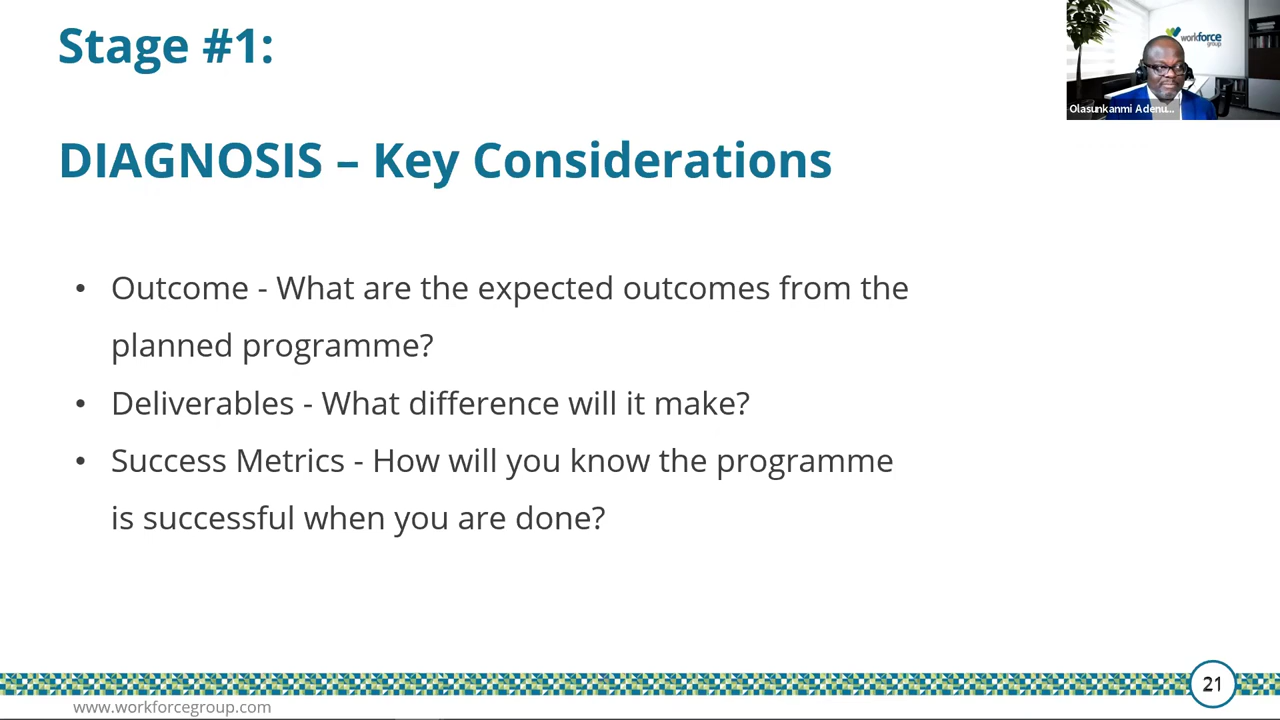 Stage #1:
workforce
group
Olasunkanmi Adenu...
DIAGNOSIS – Key Considerations
• Outcome - What are the expected outcomes from the
planned programme?
• Deliverables - What difference will it make?
• Success Metrics - How will you know the programme
is successful when you are done?
21
www.workforcegroup.com